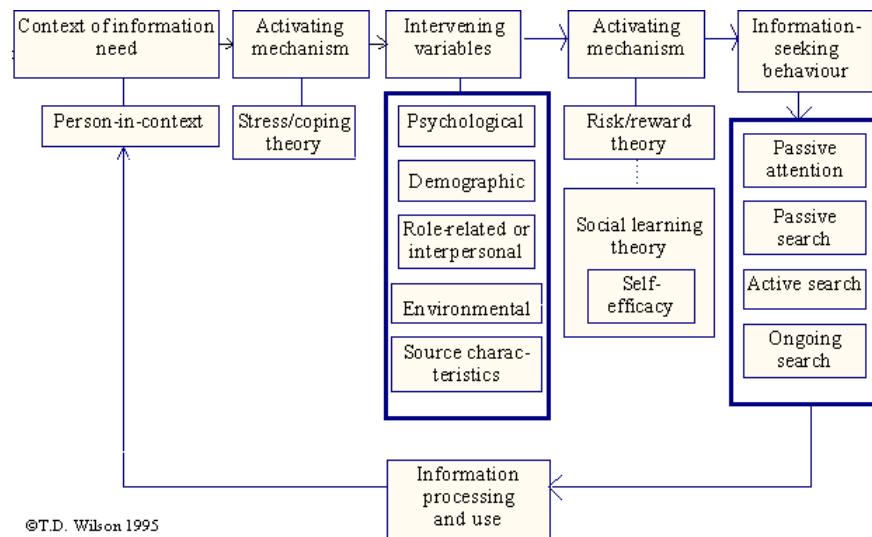 Context of information
need
Activating
mechanism
Intervening
variables
Activating
mechanism
Information-
seeking
behaviour
Person-in-context
Stress/coping
theory
Psychological
Demographic
Role-related or
interpersonal
Environmental
Source charac-
teristics
Risk/reward
theory
Social learning
theory
Self-
efficacy
Passive
attention
Passive
search
Active search
Ongoing
search
Information
processing
and use
©T.D. Wilson 1995